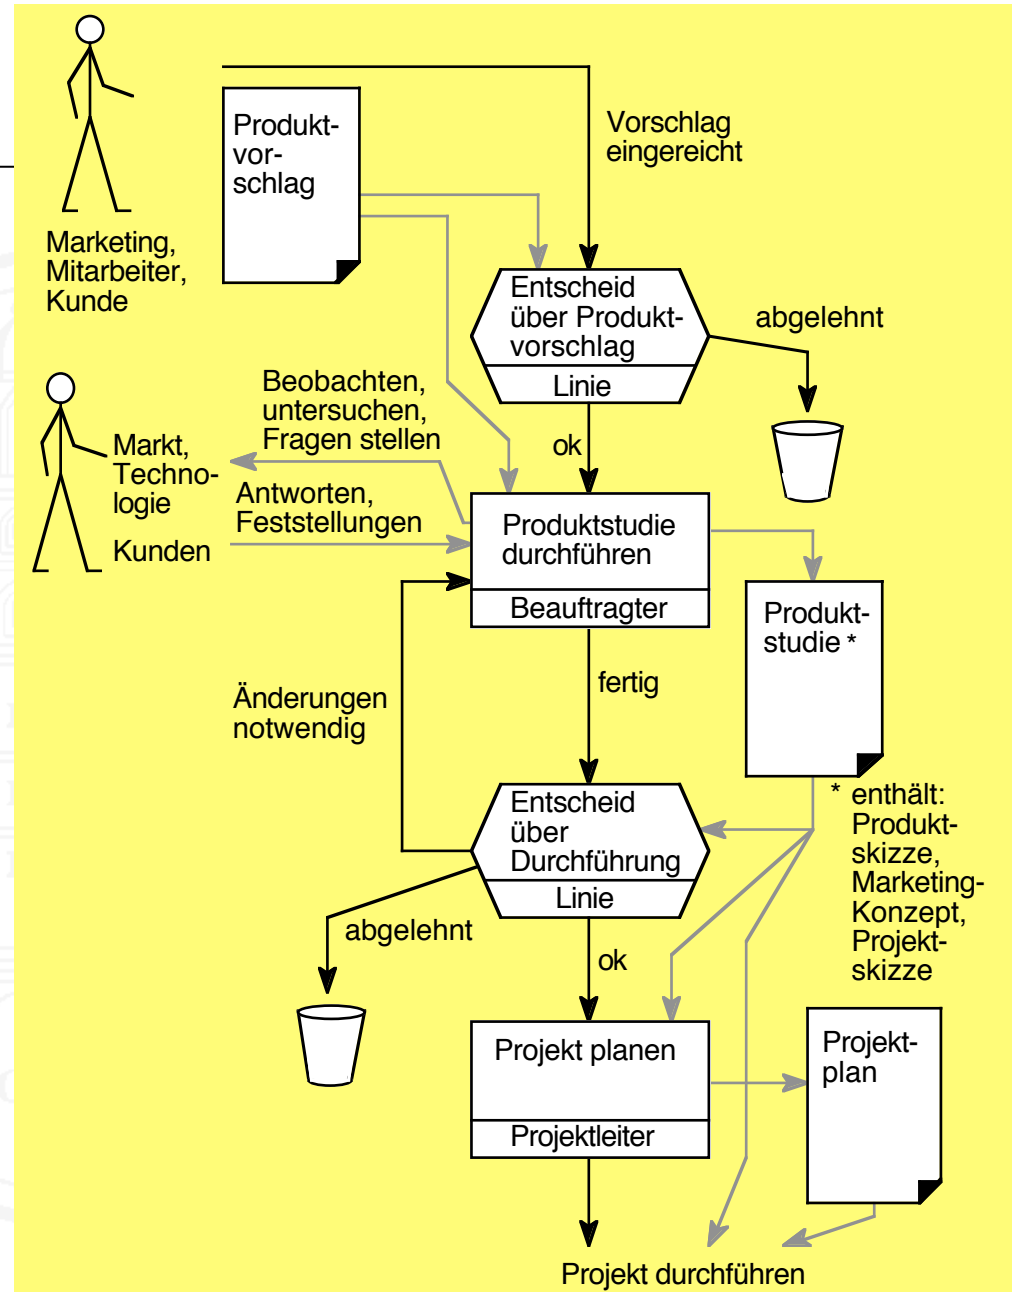 Produkt-
vor-
schlag
Vorschlag
eingereicht
Marketing,
Mitarbeiter,
Kunde
Entscheid
über Produkt-
vorschlag
Linie
abgelehnt
Beobachten,
untersuchen,
Fragen stellen
ok
Markt,
Techno-
logie
Kunden
Antworten,
Feststellungen
Produktstudie
durchführen
Beauftragter
Produkt-
studie *
fertig
Änderungen
notwendig
Entscheid
über
Durchführung
Linie
* enthält:
Produkt-
skizze,
Marketing-
Konzept,
Projekt-
skizze
abgelehnt
ok
Projekt planen
Projektleiter
Projekt-
plan
Projekt durchführen